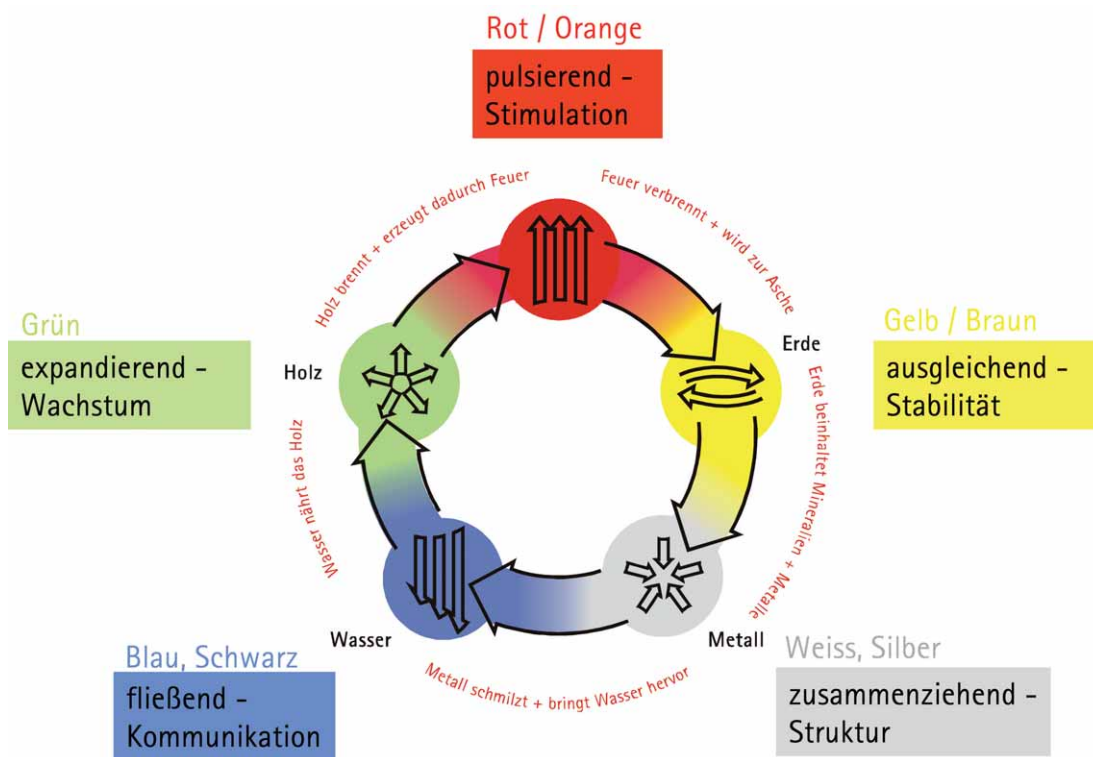 Rot / Orange
pulsierend -
Stimulation
Holz brennt + erzeugt dadurch Feuer
Feuer verbrennt + wird zur Asche
Grün
expandierend -
Wachstum
Holz
Erde
Gelb / Braun
ausgleichend -
Stabilität
Wasser nährt das Holz
Erde beinhaltet Mineralien + Metalle
Wasser
Metall
Blau, Schwarz
fließend -
Kommunikation
Metall schmilzt + bringt Wasser hervor
Weiss, Silber
zusammenziehend -
Struktur